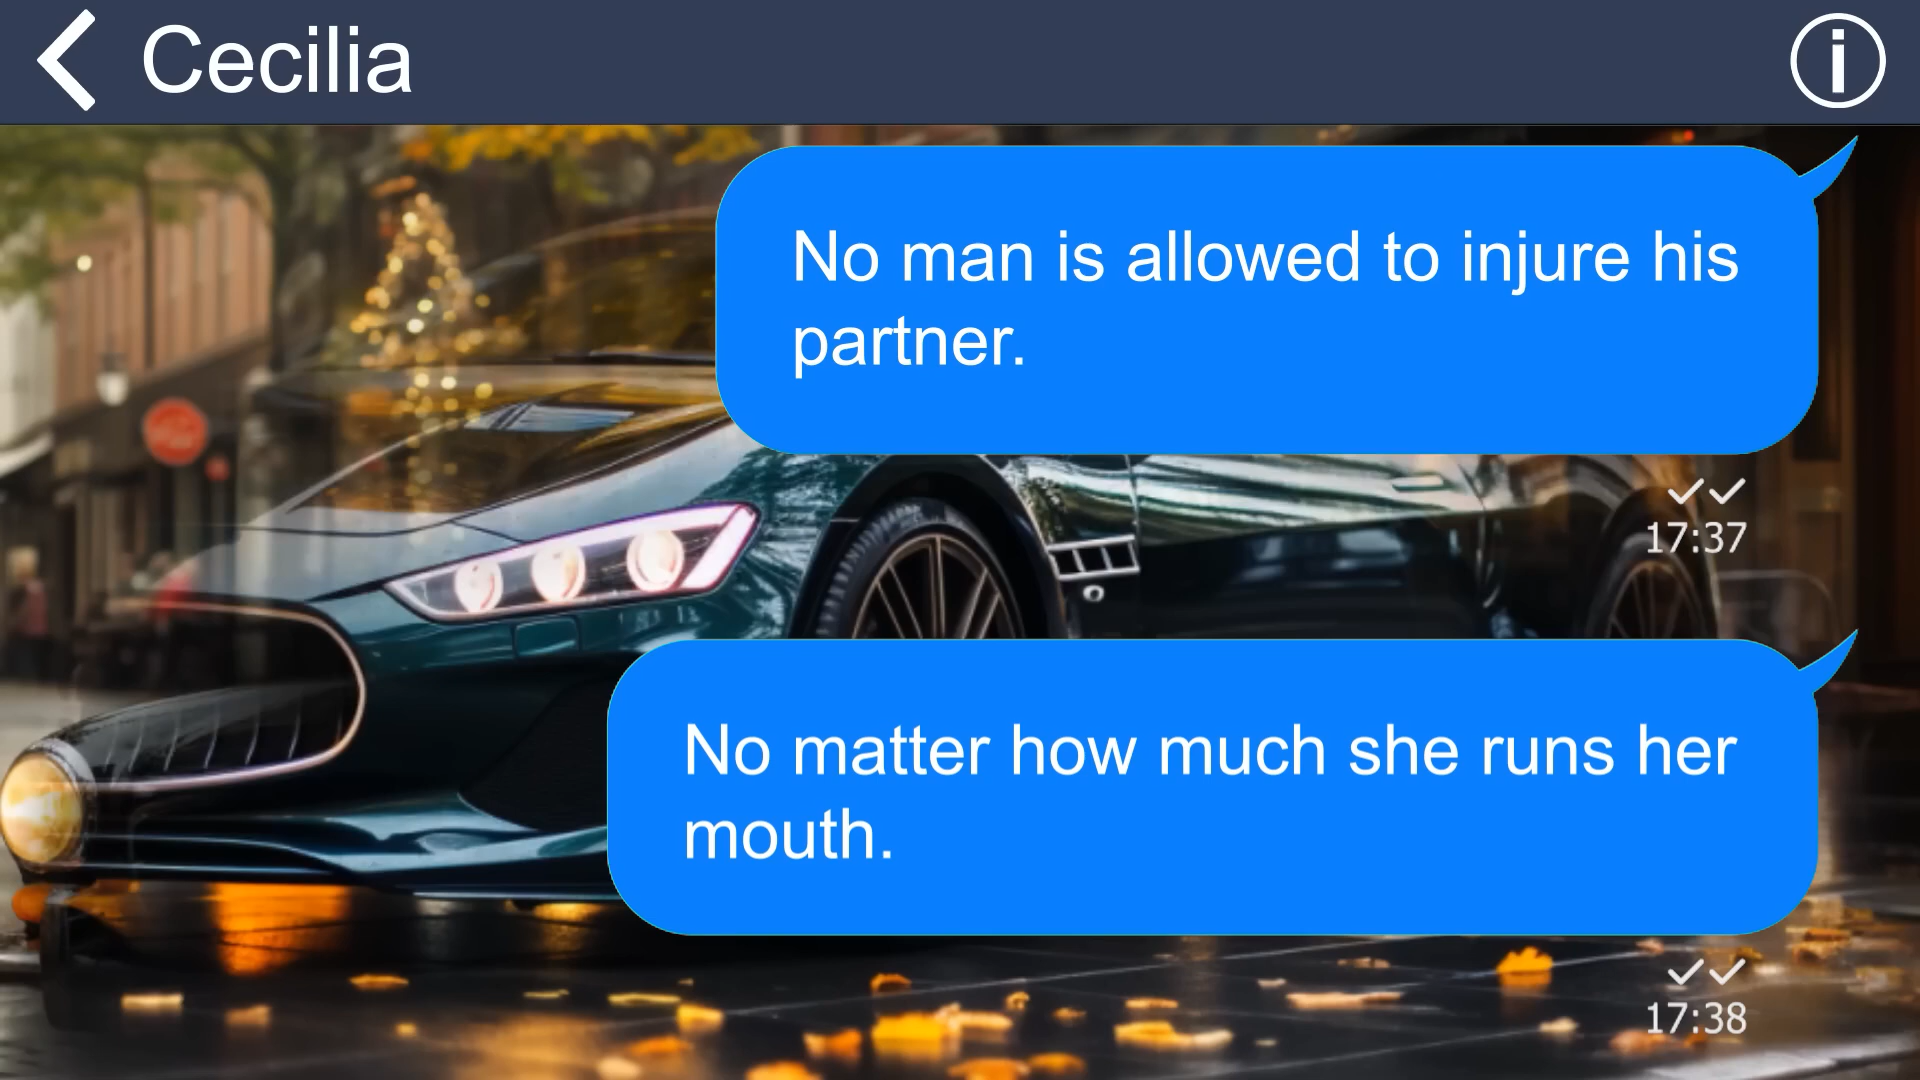 Cecilia
No man is allowed to injure his
partner.
17:37
No matter how much she runs her
mouth.
17:38